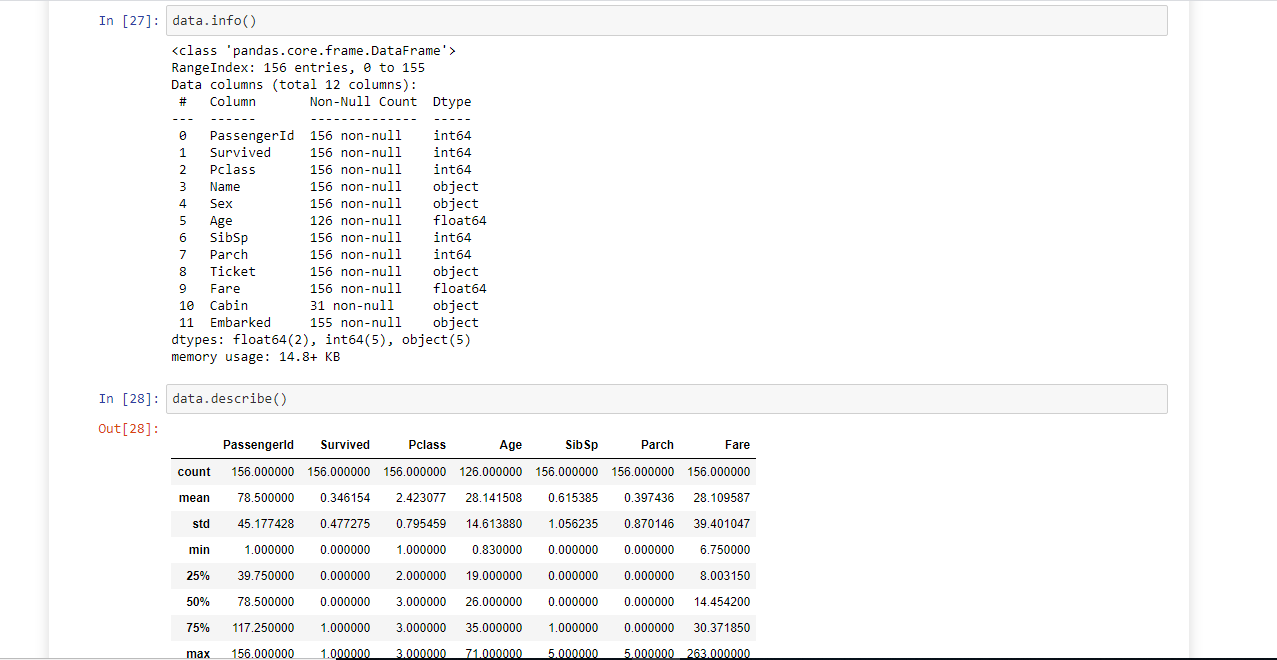 In [27]: data.info()
<class 'pandas.core.frame.DataFrame'>
RangeIndex: 156 entries, 0 to 155
Data columns (total 12 columns):
# Column Non-Null Count Dtype
--- ------ -------------- -----
0 PassengerId 156 non-null int64
1 Survived 156 non-null int64
2 Pclass 156 non-null int64
3 Name 156 non-null object
4 Sex 156 non-null object
5 Age 126 non-null float64
6 SibSp 156 non-null int64
7 Parch 156 non-null int64
8 Ticket 156 non-null object
9 Fare 156 non-null float64
10 Cabin 31 non-null object
11 Embarked 155 non-null object
dtypes: float64(2), int64(5), object(5)
memory usage: 14.8+ KB
In [28]: data.describe()
Out[28]:
PassengerId Survived Pclass Age SibSp Parch Fare
count 156.000000 156.000000 156.000000 126.000000 156.000000 156.000000 156.000000
mean 78.500000 0.346154 2.423077 28.141508 0.615385 0.397436 28.109587
std 45.177428 0.477275 0.795459 14.613880 1.056235 0.870146 39.401047
min 1.000000 0.000000 1.000000 0.830000 0.000000 0.000000 6.750000
25% 39.750000 0.000000 2.000000 19.000000 0.000000 0.000000 8.003150
50% 78.500000 0.000000 3.000000 26.000000 0.000000 0.000000 14.454200
75% 117.250000 1.000000 3.000000 35.000000 1.000000 0.000000 30.371850
max 156.000000 1.000000 3.000000 71.000000 5.000000 5.000000 263.000000